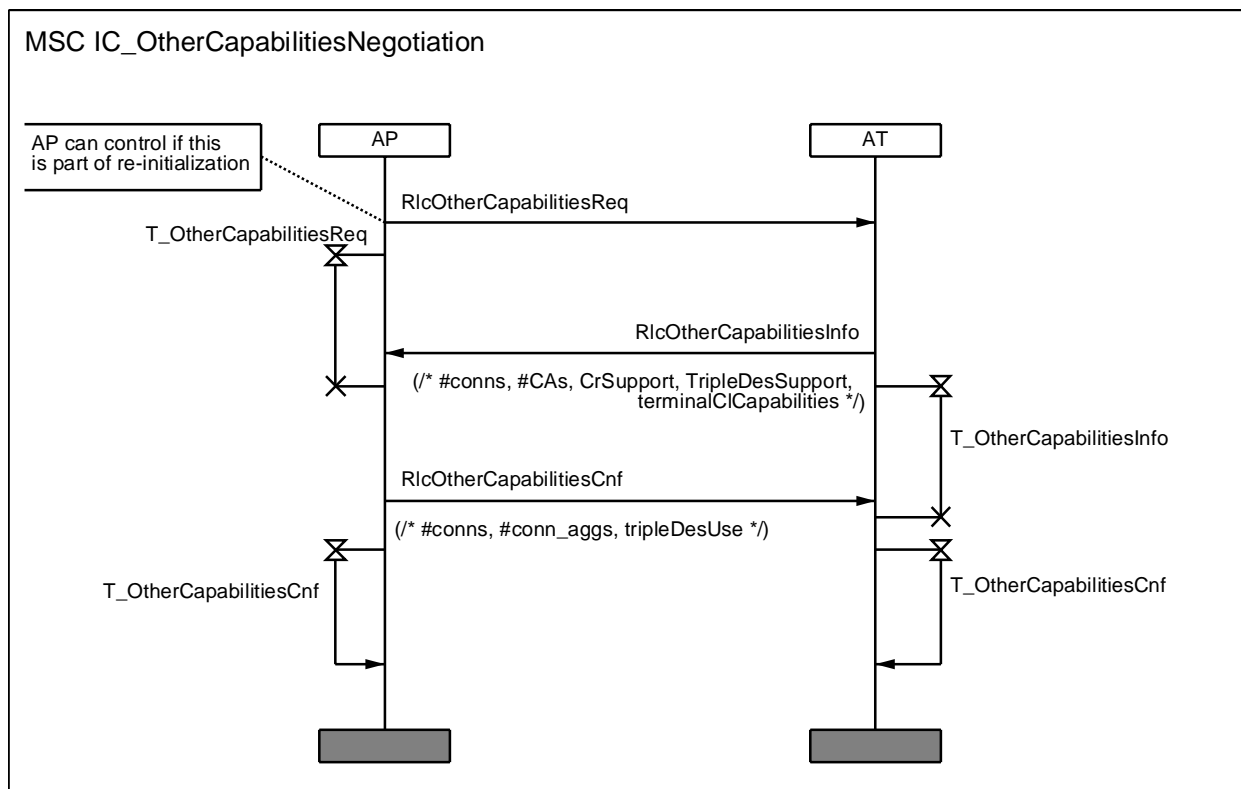 MSC IC_OtherCapabilitiesNegotiation
AP can control if this
is part of re-initialization
AP
AT
RlcOtherCapabilitiesReq
T_OtherCapabilitiesReq
RlcOtherCapabilitiesInfo
(/* #conns, #CAs, CrSupport, TripleDesSupport,
terminalClCapabilities */)
T_OtherCapabilitiesInfo
RlcOtherCapabilitiesCnf
(/* #conns, #conn_aggs, tripleDesUse */)
T_OtherCapabilitiesCnf
T_OtherCapabilitiesCnf